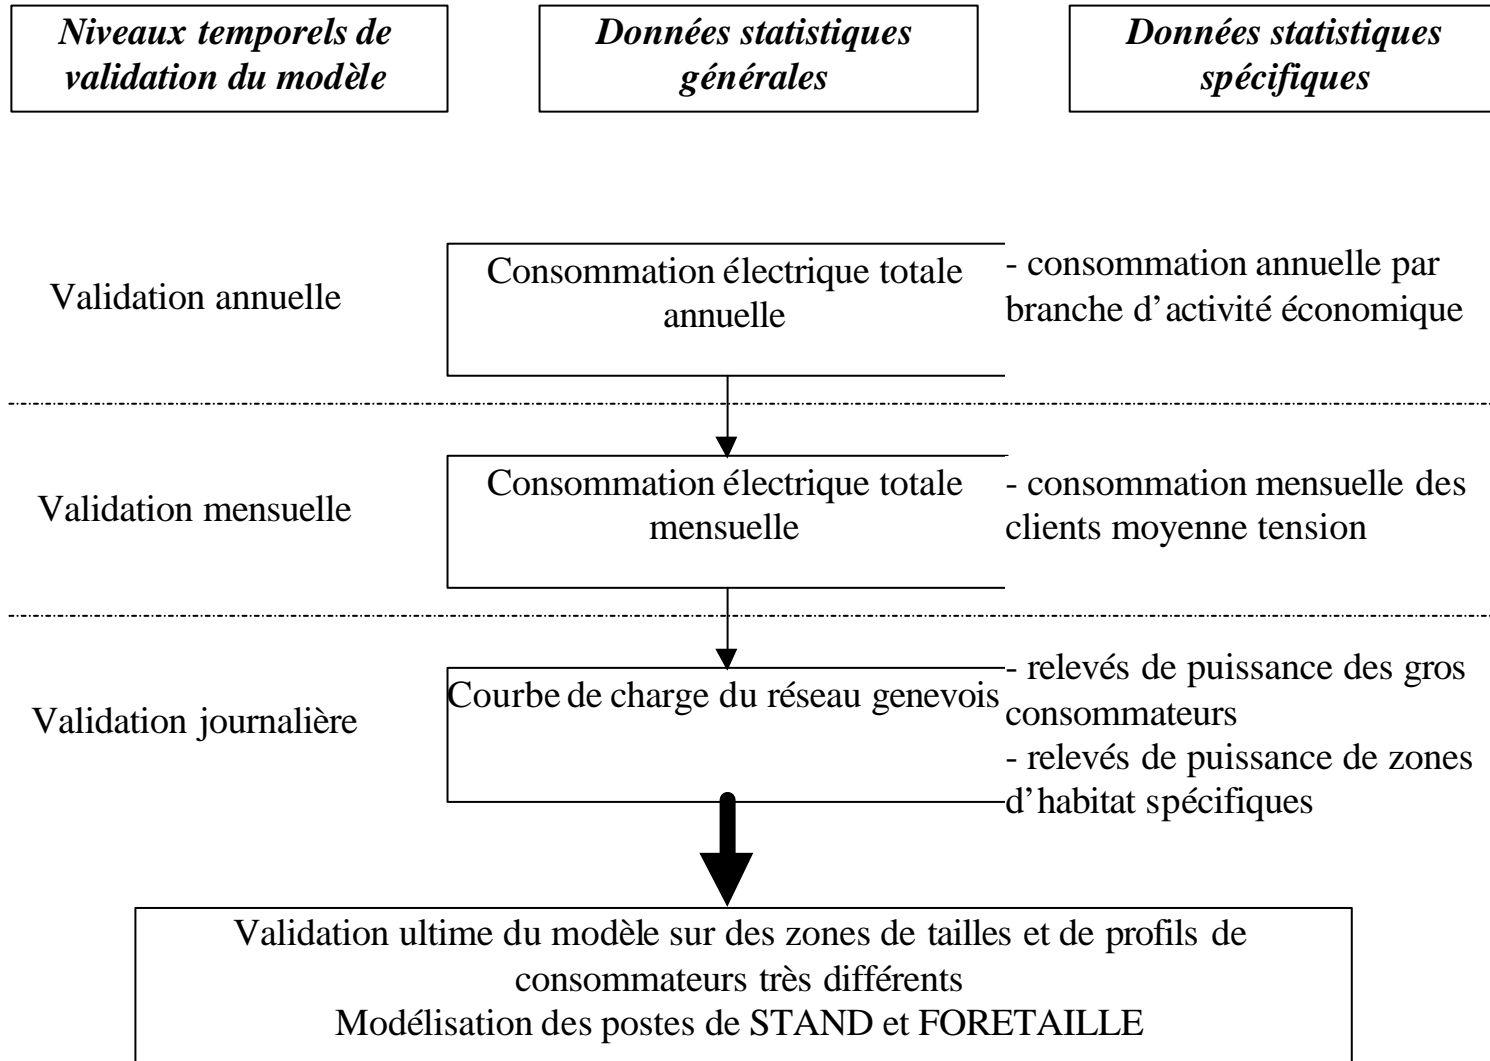 Niveaux temporels de
validation du modèle
Données statistiques
générales
Données statistiques
spécifiques
Validation annuelle
Consommation électrique totale
annuelle
- consommation annuelle par
branche d’activité économique
Validation mensuelle
Consommation électrique totale
mensuelle
- consommation mensuelle des
clients moyenne tension
Validation journalière
Courbe de charge du réseau genevois
- relevés de puissance des gros
consommateurs
- relevés de puissance de zones
d’habitat spécifiques
Validation ultime du modèle sur des zones de tailles et de profils de
consommateurs très différents
Modélisation des postes de STAND et FORETAILLE